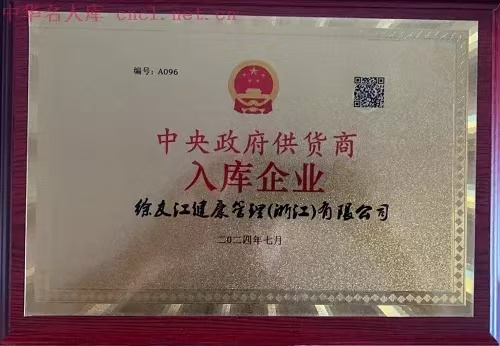 中华名人库 cncl.net.cn
编号：A096
中央政府供货商
入库企业
徐友江健康管理(浙江)有限公司
二〇二四年七月